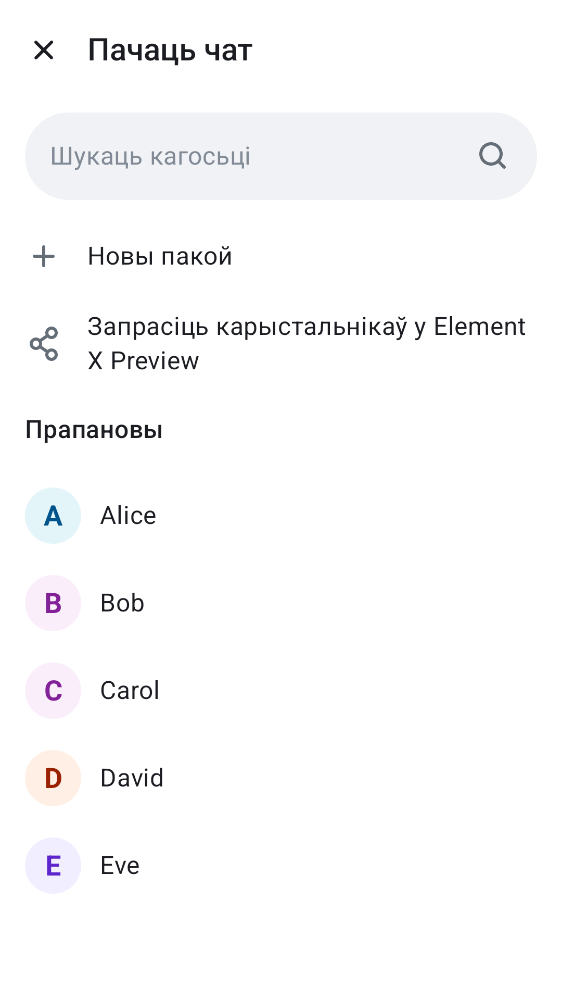 Пачаць чат
Шукаць кагосьці
Новы пакой
Запрасіць карыстальнікаў у Element
X Preview
Прапановы
A Alice
B Bob
C Carol
D David
E Eve